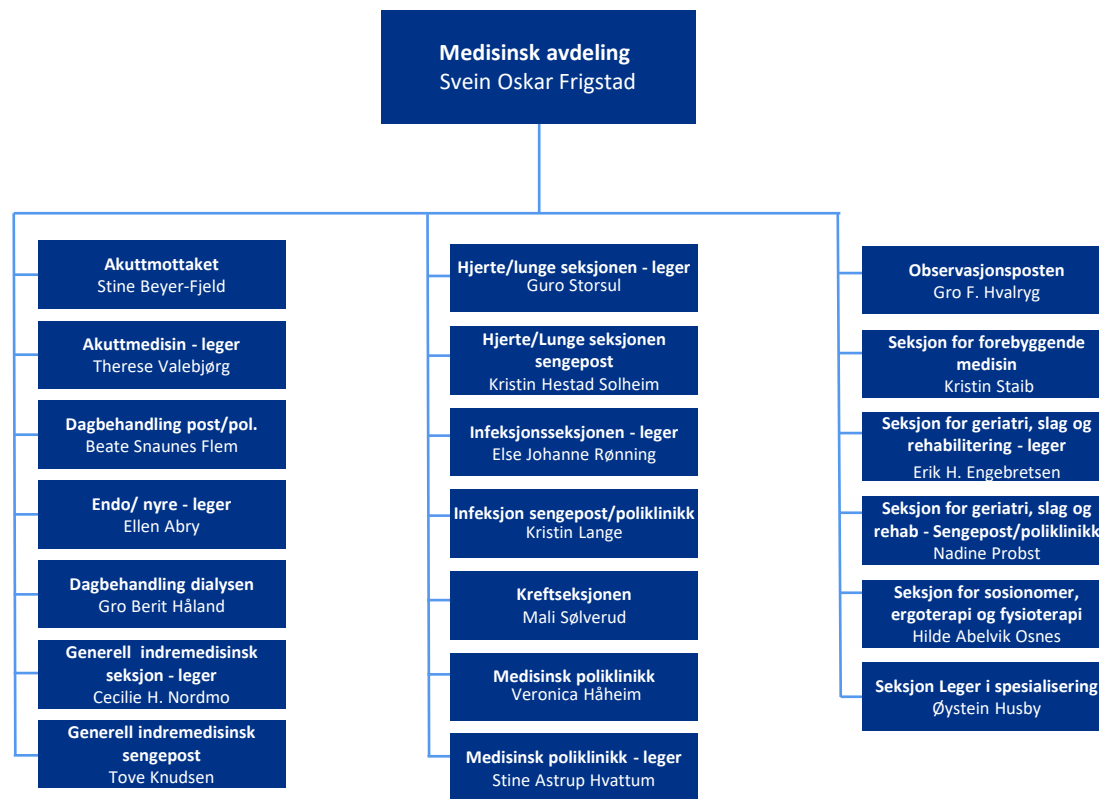 Medisinsk avdeling
Svein Oskar Frigstad
Akuttmottaket
Stine Beyer-Fjeld
Akuttmedisin - leger
Therese Valebjørg
Dagbehandling post/pol.
Beate Snaunes Flem
Endo/ nyre - leger
Ellen Abry
Dagbehandling dialysen
Gro Berit Håland
Generell  indremedisinsk
seksjon - leger
Cecilie H. Nordmo
Generell indremedisinsk
sengepost
Tove Knudsen
Hjerte/lunge seksjonen - leger
Guro Storsul
Hjerte/Lunge seksjonen
sengepost
Kristin Hestad Solheim
Infeksjonsseksjonen - leger
Else Johanne Rønning
Infeksjon sengepost/poliklinikk
Kristin Lange
Kreftseksjonen
Mali Sølverud
Medisinsk poliklinikk
Veronica Håheim
Medisinsk poliklinikk - leger
Stine Astrup Hvattum
Observasjonsposten
Gro F. Hvalryg
Seksjon for forebyggende
medisin
Kristin Staib
Seksjon for geriatri, slag og
rehabilitering - leger
Erik H. Engebretsen
Seksjon for geriatri, slag og
rehab - Sengepost/poliklinikk
Nadine Probst
Seksjon for sosionomer,
ergoterapi og fysioterapi
Hilde Abelvik Osnes
Seksjon Leger i spesialisering
Øystein Husby